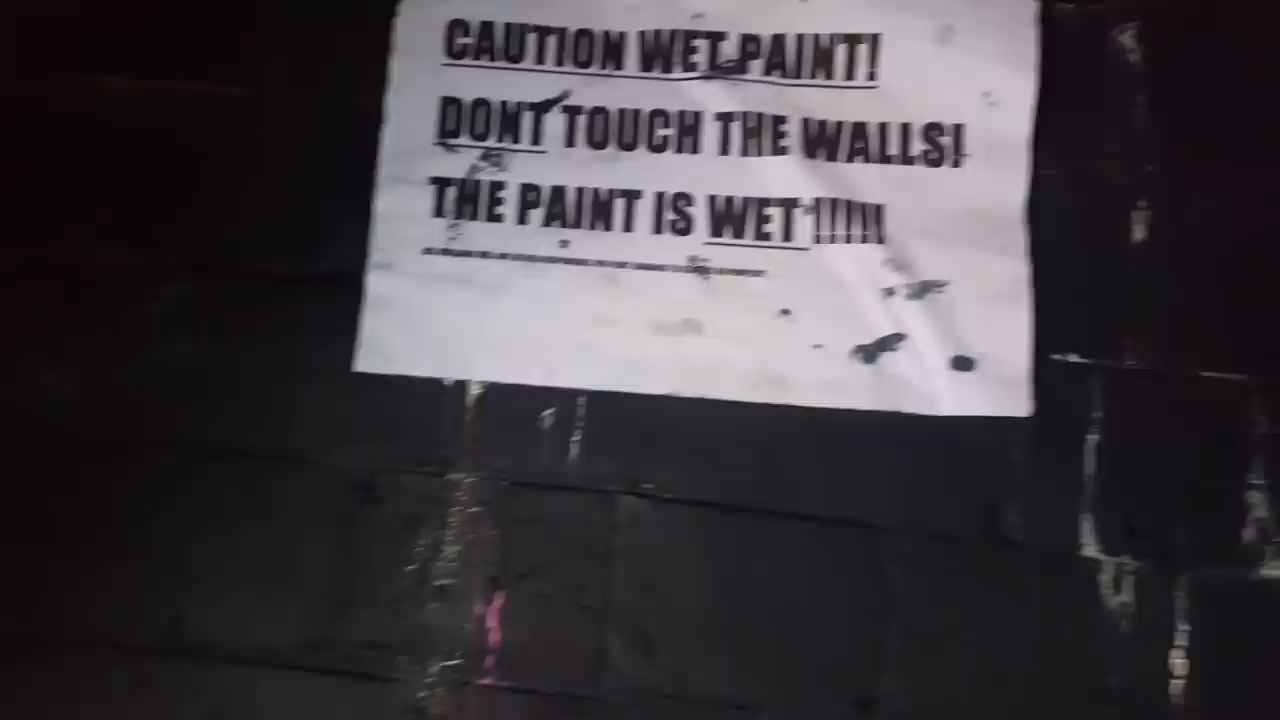 CAUTION WET PAINT!
DONT TOUCH THE WALLS!
THE PAINT IS WET !!!!!!